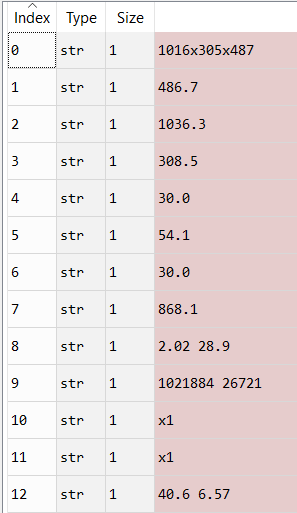 Index Type Size
0 str 1 1016x305x487
1 str 1 486.7
2 str 1 1036.3
3 str 1 308.5
4 str 1 30.0
5 str 1 54.1
6 str 1 30.0
7 str 1 868.1
8 str 1 2.02 28.9
9 str 1 1021884 26721
10 str 1 x1
11 str 1 x1
12 str 1 40.6 6.57